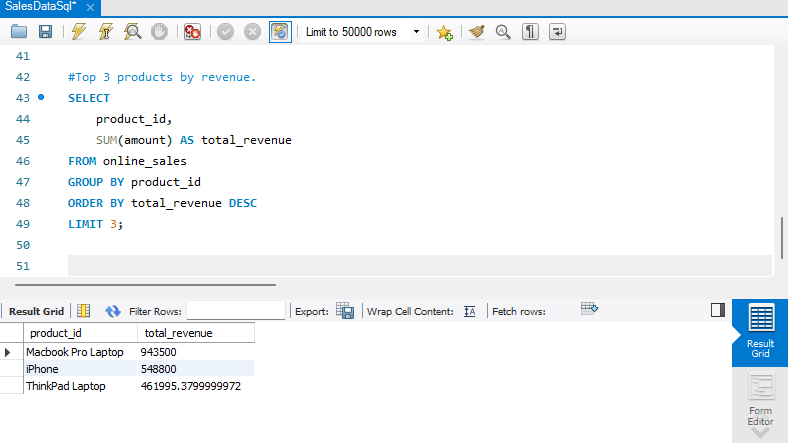 SalesDataSql* ×
Limit to 50000 rows
41
42 #Top 3 products by revenue.
43 SELECT
44 product_id,
45 SUM(amount) AS total_revenue
46 FROM online_sales
47 GROUP BY product_id
48 ORDER BY total_revenue DESC
49 LIMIT 3;
50
51
Result Grid Filter Rows: Export: Wrap Cell Content: IA Fetch rows:
product_id total_revenue
Macbook Pro Laptop 943500
iPhone 548800
ThinkPad Laptop 461995.3799999972
Result
Grid
Form
Editor